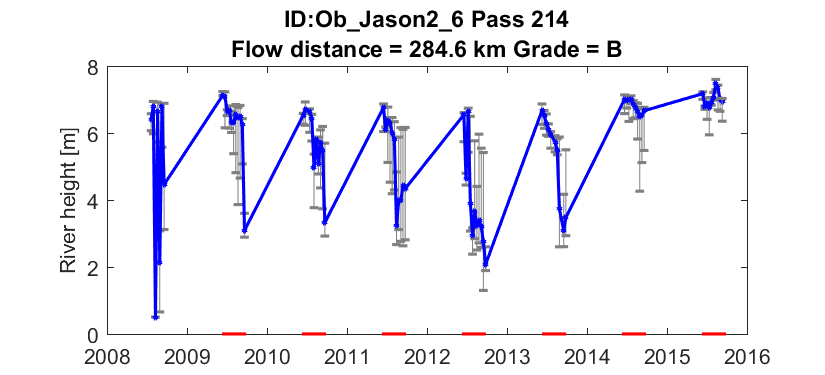 ID:Ob_Jason2_6 Pass 214
Flow distance = 284.6 km Grade = B
8
6
4
2
0
River height [m]
2008 2009 2010 2011 2012 2013 2014 2015 2016